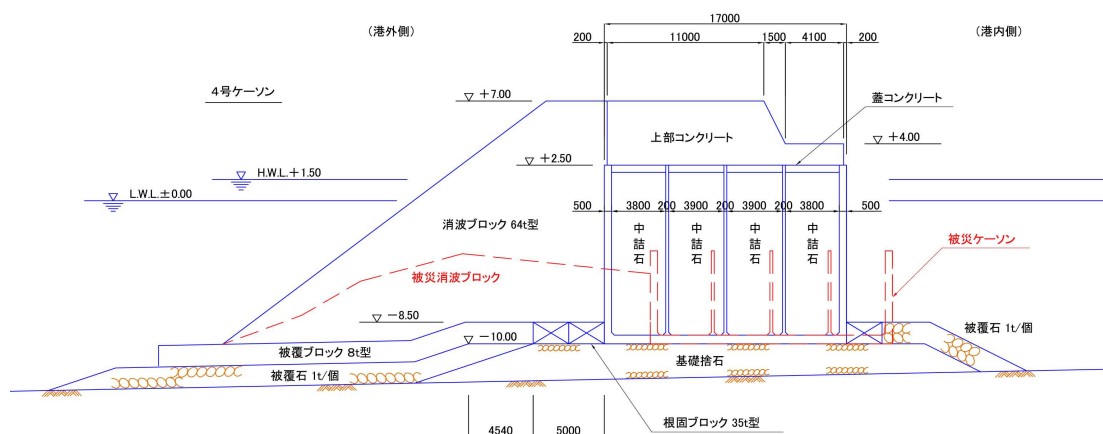 17000
(港外側)
(港内側)
200
11000
1500
4100
200
4号ケーソン
+7.00
蓋コンクリート
上部コンクリート
+4.00
+2.50
H.W.L.+1.50
L.W.L.±0.00
500
3800
200
3900
200
3900
200
3800
500
消波ブロック 64t型
中詰石
中詰石
中詰石
中詰石
被災ケーソン
被災消波ブロック
-8.50
被覆石 1t/個
-10.00
被覆ブロック 8t型
基礎捨石
被覆石 1t/個
根固ブロック 35t型
4540
5000